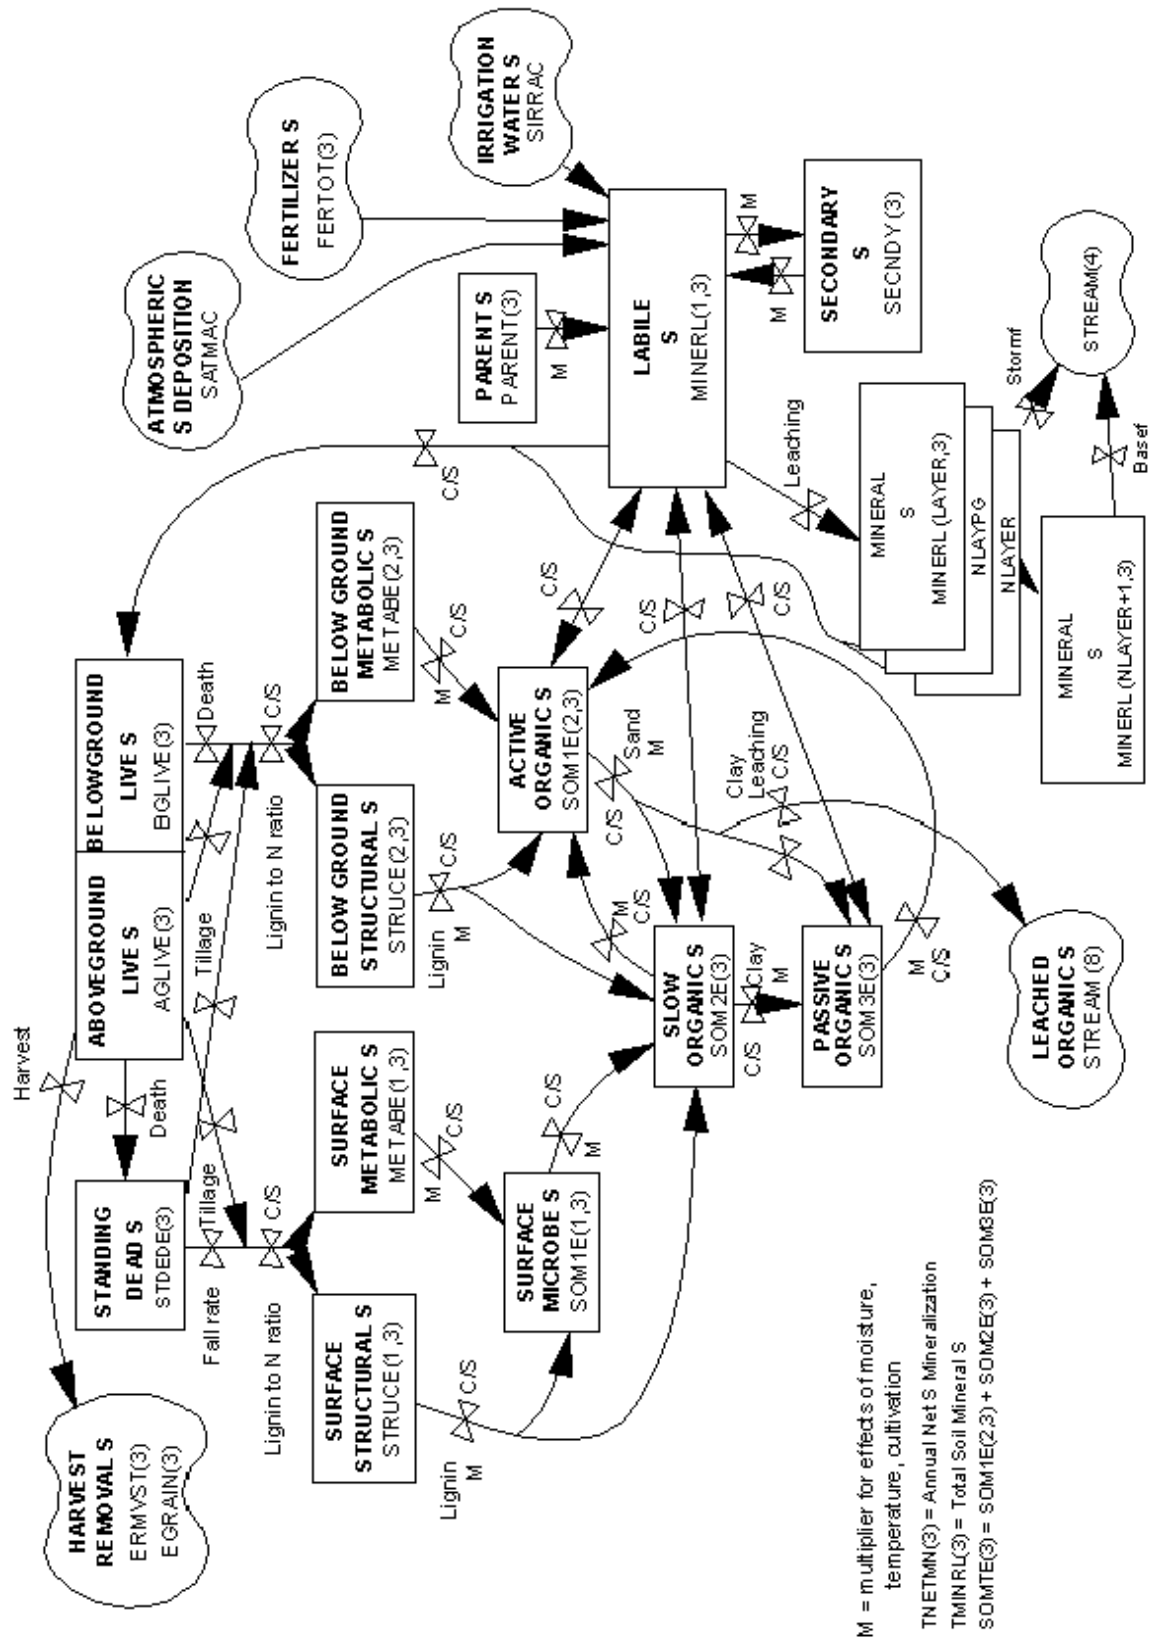 HARVEST
REMOVAL S
ERMVST(3)
EGRAIN(3)
Harvest
STANDING
DEAD S
STDEDE(3)
Death
ABOVEGROUND
LIVE S
AGLIVE(3)
BELOWGROUND
LIVE S
BGLIVE(3)
Fall rate
Tillage
Tillage
Death
Lignin to N ratio
C/S
Lignin to N ratio
C/S
SURFACE
STRUCTURAL S
STRUCE(1,3)
SURFACE
METABOLIC S
METABE(1,3)
BELOW GROUND
STRUCTURAL S
STRUCE(2,3)
BELOW GROUND
METABOLIC S
METABE(2,3)
Lignin
M
C/S
M
C/S
Lignin
M
C/S
M
C/S
SURFACE
MICROBE S
SOM1E(1,3)
C/S
M
ACTIVE
ORGANIC S
SOM1E(2,3)
C/S
M
C/S
C/S
Sand
M
C/S
C/S
C/S
SLOW
ORGANIC S
SOM2E(3)
C/S
Clay
M
Clay
Leaching
C/S
PASSIVE
ORGANIC S
SOM3E(3)
M
C/S
LEACHED
ORGANIC S
STREAM(8)
ATMOSPHERIC
S DEPOSITION
SATMAC
FERTILIZER S
FERTOT(3)
IRRIGATION
WATER S
SIRRAC
PARENT S
PARENT(3)
M
LABILE
S
MINERL(1,3)
M
M
SECONDARY
S
SECNDY(3)
Leaching
MINERAL
S
MINERL(LAYER,3)
NLAYPG
NLAYER
Stormf
STREAM(4)
Basef
MINERAL
S
MINERL(NLAYER+1,3)
M = multiplier for effects of moisture,
temperature, cultivation
TNETMN(3) = Annual Net S Mineralization
TMINRL(3) = Total Soil Mineral S
SOMTE(3) = SOM1E(2,3) + SOM2E(3) + SOM3E(3)